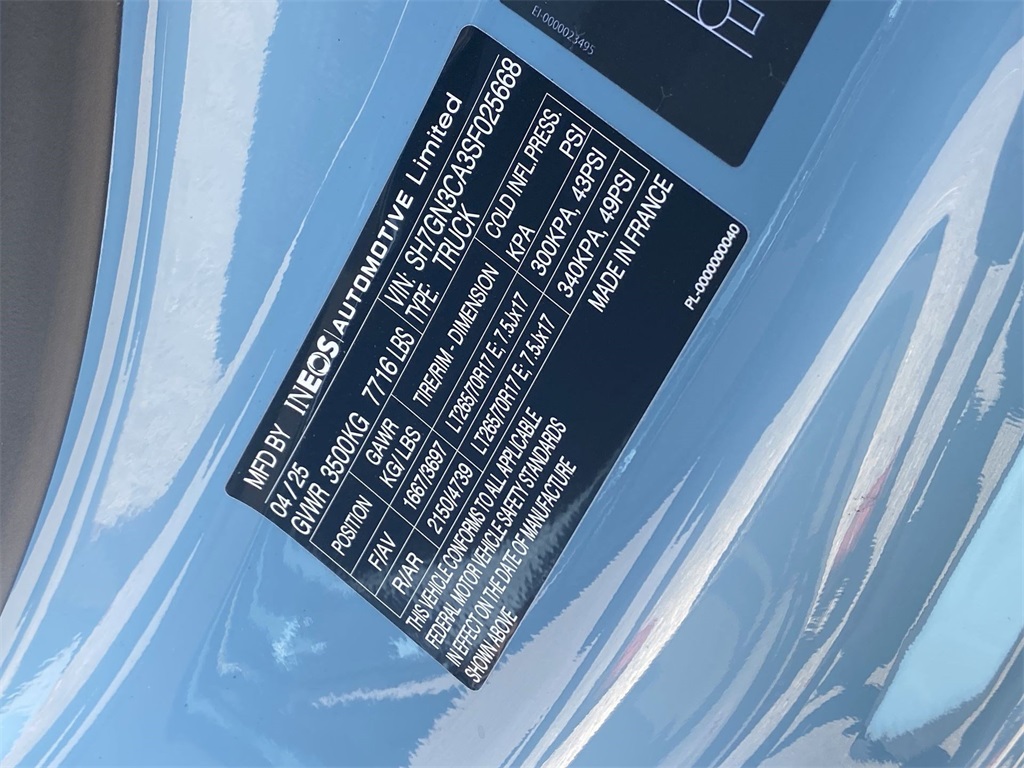 EI-0000023495
MFD BY INEOS AUTOMOTIVE Limited
04 / 25 VIN: SH7GN3CA3SF025668
GVWR 3500KG 7716 LBS TYPE: TRUCK
POSITION GAWR KG/LBS TIRE/RIM - DIMENSION COLD INFL.PRESS. KPA PSI
F/AV 1667/3697 LT265/70R17 E; 7.5Jx17 300KPA, 43PSI
R/AR 2150/4739 LT265/70R17 E; 7.5Jx17 340KPA, 49PSI
THIS VEHICLE CONFORMS TO ALL APPLICABLE MADE IN FRANCE
FEDERAL MOTOR VEHICLE SAFETY STANDARDS
IN EFFECT ON THE DATE OF MANUFACTURE
SHOWN ABOVE
PL-0000000040